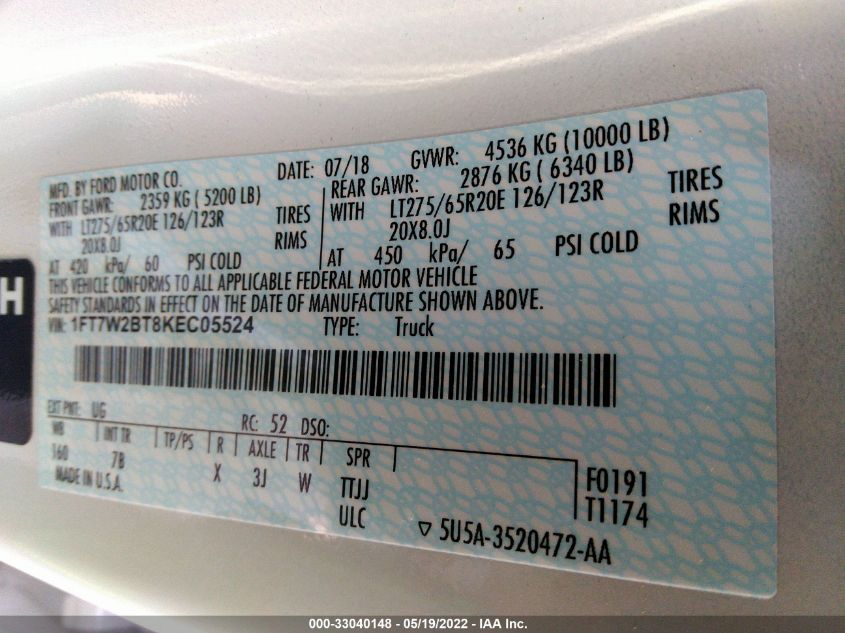 MFD. BY FORD MOTOR CO. DATE: 07/18 GVWR: 4536 KG (10000 LB)
FRONT GAWR: 2359 KG ( 5200 LB) REAR GAWR: 2876 KG ( 6340 LB)
WITH LT275/65R20E 126/123R TIRES WITH LT275/65R20E 126/123R TIRES
20X8.0J RIMS 20X8.0J RIMS
AT 420 kPa/ 60 PSI COLD AT 450 kPa/ 65 PSI COLD
THIS VEHICLE CONFORMS TO ALL APPLICABLE FEDERAL MOTOR VEHICLE
SAFETY STANDARDS IN EFFECT ON THE DATE OF MANUFACTURE SHOWN ABOVE.
VIN: 1FT7W2BT8KEC05524 TYPE: Truck
H
EXT PNT: UG RC: 52 DSO:
WB INT TR TP/PS R AXLE TR SPR
160 7B X 3J W TTJJ F0191
MADE IN U.S.A. ULC T1174
5U5A-3520472-AA
000-33040148 - 05/19/2022 - IAA Inc.